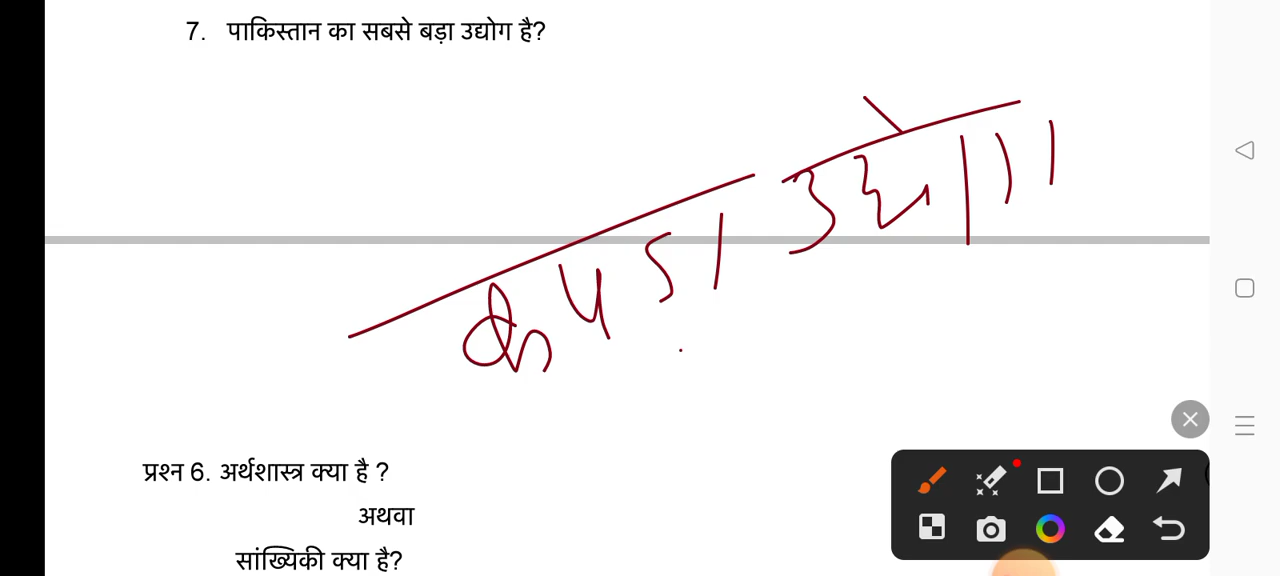 7. पाकिस्तान का सबसे बड़ा उद्योग है?
कपडा उद्योग
प्रश्न 6. अर्थशास्त्र क्या है ?
अथवा
सांख्यिकी क्या है?